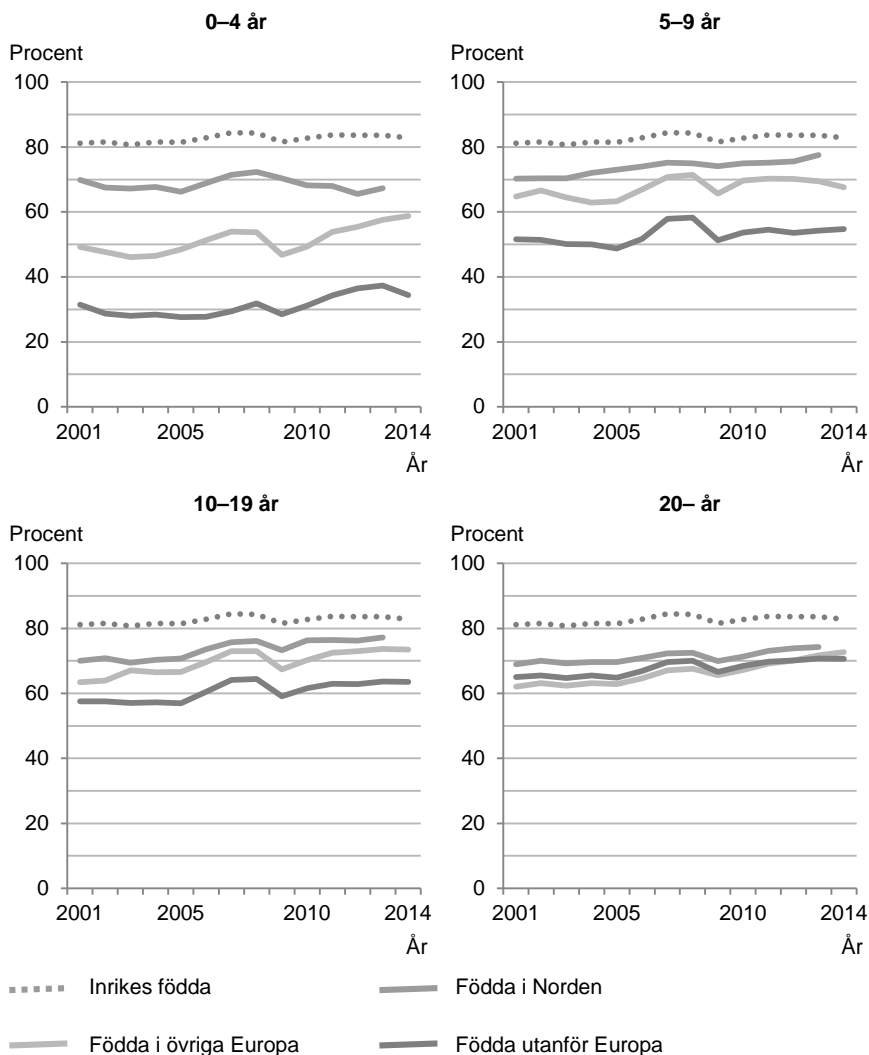 0–4 år
Procent
100
80
60
40
20
0
2001 2005 2010 2014
År
5–9 år
Procent
100
80
60
40
20
0
2001 2005 2010 2014
År
10–19 år
Procent
100
80
60
40
20
0
2001 2005 2010 2014
År
20– år
Procent
100
80
60
40
20
0
2001 2005 2010 2014
År
Inrikes födda
Födda i Norden
Födda i övriga Europa
Födda utanför Europa